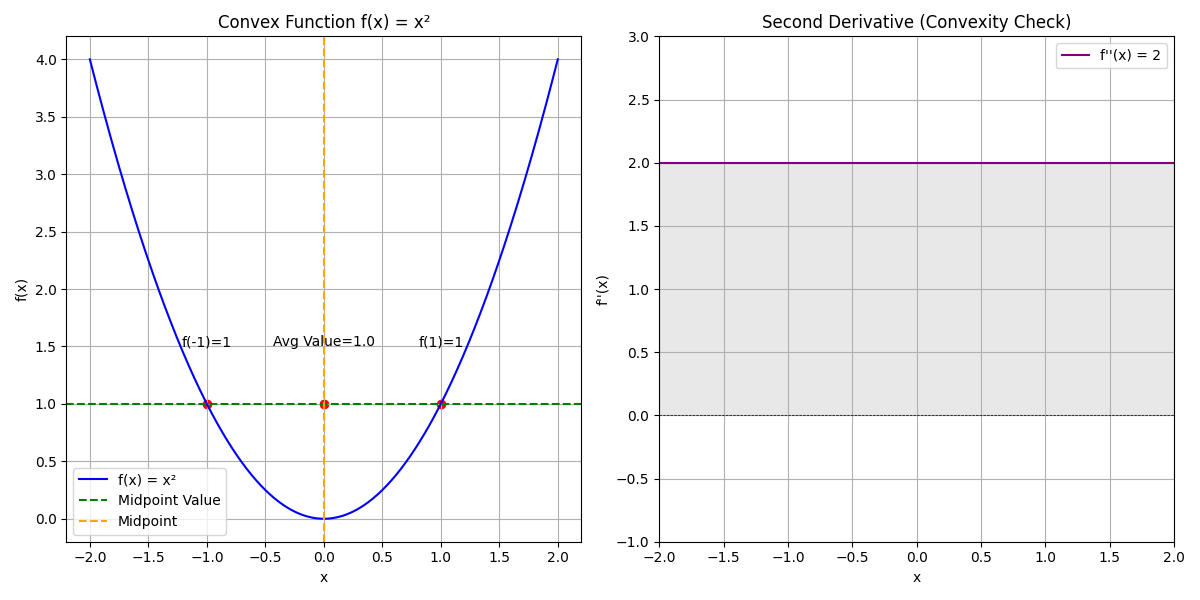 Convex Function f(x) = x²
f(x)
4.0
3.5
3.0
2.5
2.0
1.5
1.0
0.5
0.0
f(-1)=1
Avg Value=1.0
f(1)=1
f(x) = x²
Midpoint Value
Midpoint
−2.0 −1.5 −1.0 −0.5 0.0 0.5 1.0 1.5 2.0
x
Second Derivative (Convexity Check)
f''(x)
3.0
2.5
2.0
1.5
1.0
0.5
0.0
−0.5
−1.0
f''(x) = 2
−2.0 −1.5 −1.0 −0.5 0.0 0.5 1.0 1.5 2.0
x